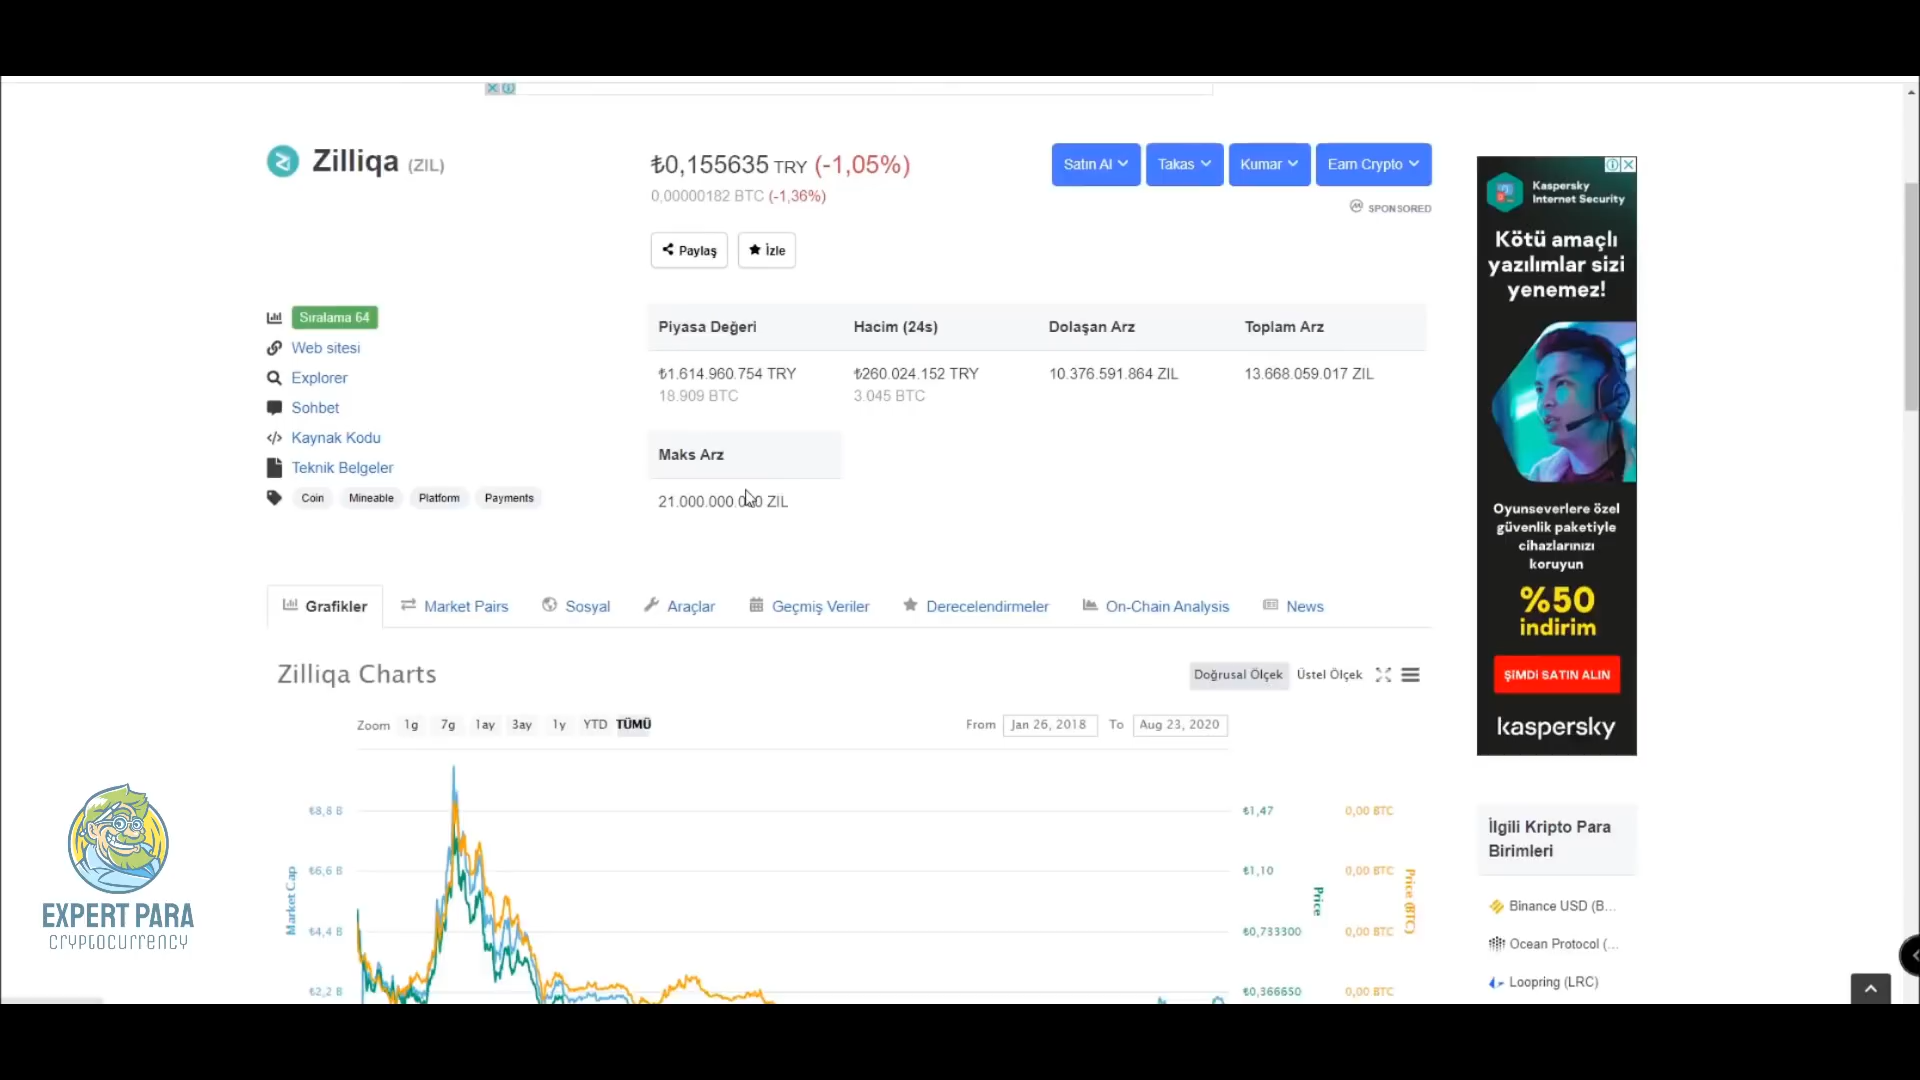 Zilliqa (ZIL)
₺0,155635 TRY (-1,05%)
0,00000182 BTC (-1,36%)
Paylaş
İzle
Satın Al
Takas
Kumar
Earn Crypto
SPONSORED
Sıralama 64
Web sitesi
Explorer
Sohbet
Kaynak Kodu
Teknik Belgeler
Coin Mineable Platform Payments
Piyasa Değeri Hacim (24s) Dolaşan Arz Toplam Arz
₺1.614.960.754 TRY ₺260.024.152 TRY 10.376.591.864 ZIL 13.668.059.017 ZIL
18.909 BTC 3.045 BTC
Maks Arz
21.000.000.000 ZIL
Grafikler Market Pairs Sosyal Araçlar Geçmiş Veriler Derecelendirmeler On-Chain Analysis News
Zilliqa Charts
Doğrusal Ölçek Üstel Ölçek
Zoom 1g 7g 1ay 3ay 1y YTD TÜMÜ
From Jan 26, 2018 To Aug 23, 2020
₺8,8 B
₺6,6 B
₺4,4 B
₺2,2 B
Market Cap
₺1,47
₺1,10
₺0,733300
₺0,366650
Price
0,00 BTC
0,00 BTC
0,00 BTC
0,00 BTC
Price (BTC)
Kaspersky
Internet Security
Kötü amaçlı
yazılımlar sizi
yenemez!
Oyunseverlere özel
güvenlik paketiyle
cihazlarınızı
koruyun
%50
indirim
ŞİMDİ SATIN ALIN
kaspersky
İlgili Kripto Para
Birimleri
Binance USD (B...
Ocean Protocol (...
Loopring (LRC)
EXPERT PARA
CRYPTOCURRENCY